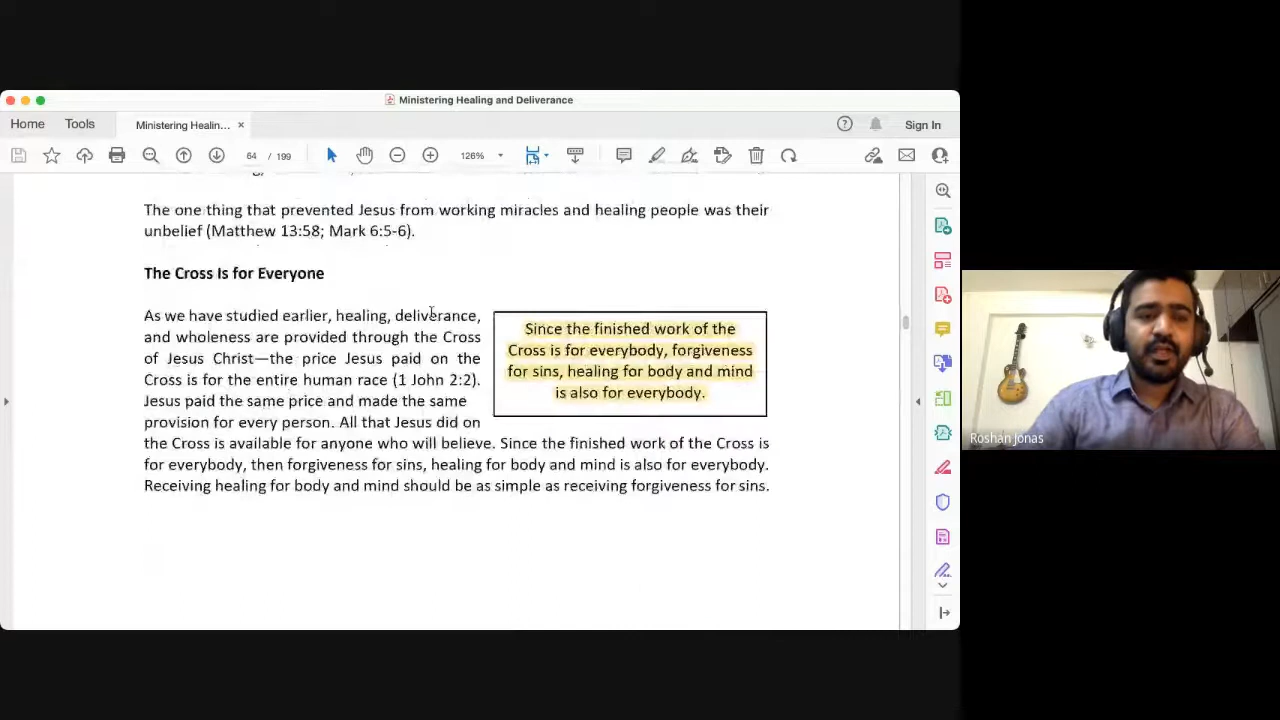 Ministering Healing and Deliverance
Home Tools Ministering Healin... × Sign In
64 / 199 126%
The one thing that prevented Jesus from working miracles and healing people was their
unbelief (Matthew 13:58; Mark 6:5-6).
The Cross Is for Everyone
As we have studied earlier, healing, deliverance,
and wholeness are provided through the Cross
of Jesus Christ—the price Jesus paid on the
Cross is for the entire human race (1 John 2:2).
Jesus paid the same price and made the same
provision for every person. All that Jesus did on
the Cross is available for anyone who will believe. Since the finished work of the Cross is
for everybody, then forgiveness for sins, healing for body and mind is also for everybody.
Receiving healing for body and mind should be as simple as receiving forgiveness for sins.
Since the finished work of the
Cross is for everybody, forgiveness
for sins, healing for body and mind
is also for everybody.
Roshan Jonas